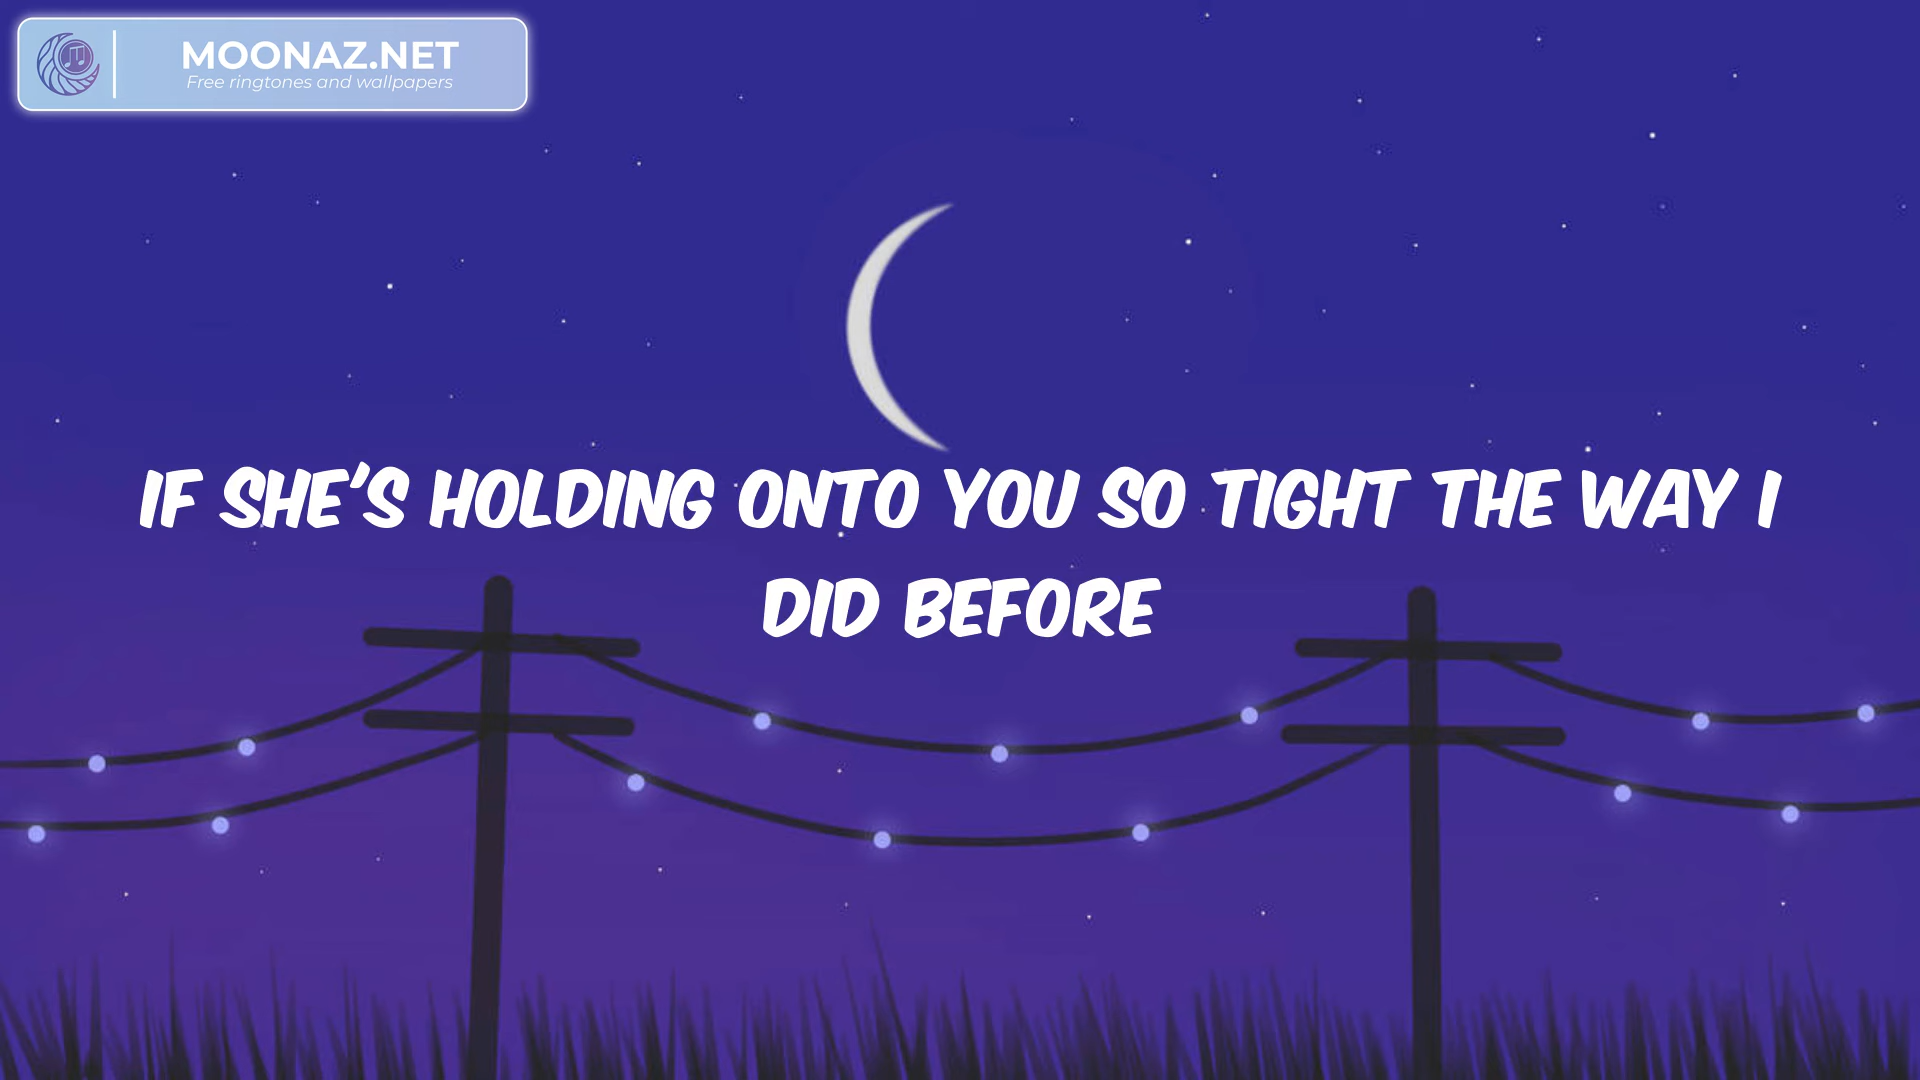 MOONAZ.NET
Free ringtones and wallpapers
IF SHE'S HOLDING ONTO YOU SO TIGHT THE WAY I
DID BEFORE